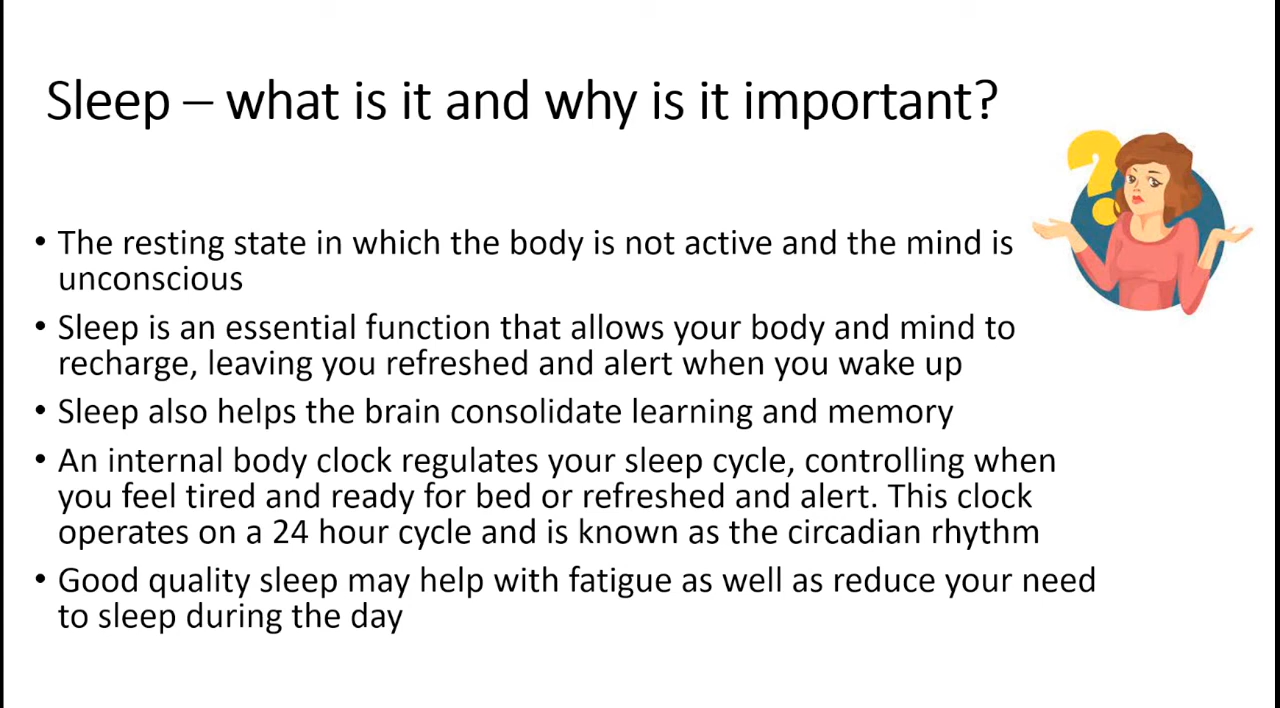 Sleep – what is it and why is it important?
• The resting state in which the body is not active and the mind is
unconscious
• Sleep is an essential function that allows your body and mind to
recharge, leaving you refreshed and alert when you wake up
• Sleep also helps the brain consolidate learning and memory
• An internal body clock regulates your sleep cycle, controlling when
you feel tired and ready for bed or refreshed and alert. This clock
operates on a 24 hour cycle and is known as the circadian rhythm
• Good quality sleep may help with fatigue as well as reduce your need
to sleep during the day
?